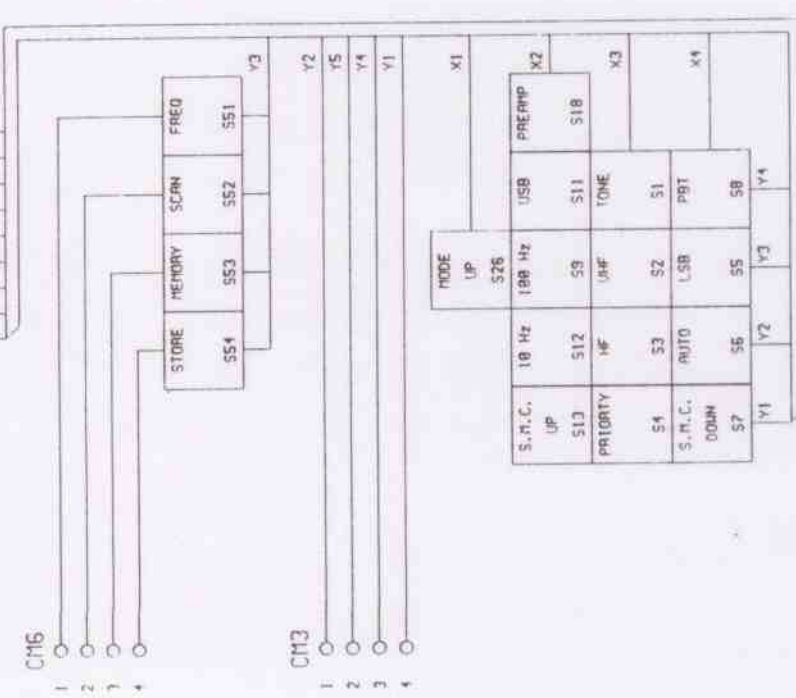 CM6
1
2
3
4
FREQ
S51
SCAN
S52
MEMORY
S53
STORE
S54
Y3
CM3
1
2
3
4
Y2
Y5
Y4
Y1
X1
X2
X3
X4
MODE
UP
S26
PREAMP
S18
S.M.C.
UP
S13
10 Hz
S12
100 Hz
S9
USB
S11
PRIORTY
S4
HF
S3
VHF
S2
TONE
S1
S.M.C.
DOWN
S7
AUTO
S6
LSB
S5
PBT
S8
Y1
Y2
Y3
Y4